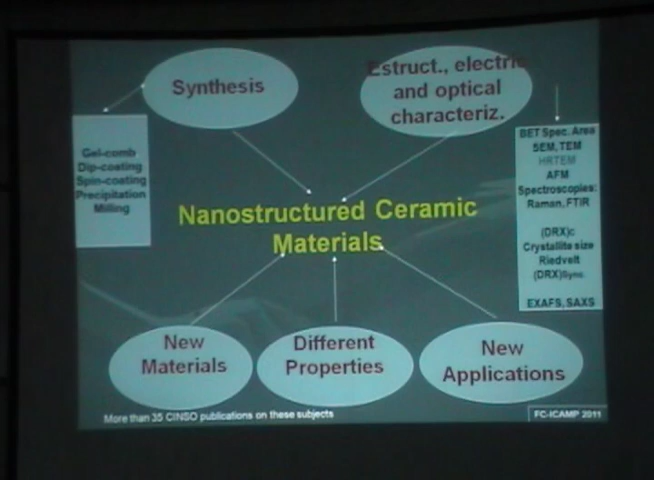 Synthesis
Estruct., electric
and optical
characteriz.
Gel-comb
Dip-coating
Spin-coating
Precipitation
Milling
BET Spec. Area
SEM, TEM
HRTEM
AFM
Spectroscopies:
Raman, FTIR
(DRX)c
Crystallite size
Riedvelt
(DRX)Sync.
EXAFS, SAXS
Nanostructured Ceramic
Materials
New
Materials
Different
Properties
New
Applications
More than 35 CINSO publications on these subjects
FC-ICAMP 2011